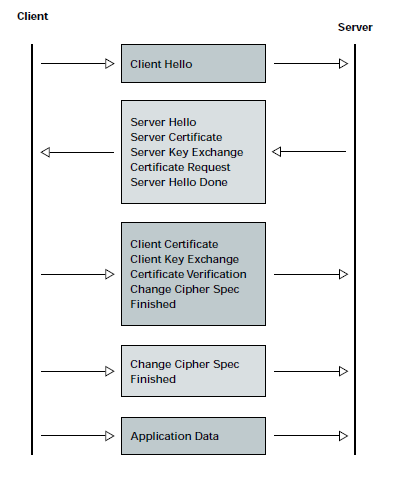 Client
Server
Client Hello
Server Hello
Server Certificate
Server Key Exchange
Certificate Request
Server Hello Done
Client Certificate
Client Key Exchange
Certificate Verification
Change Cipher Spec
Finished
Change Cipher Spec
Finished
Application Data